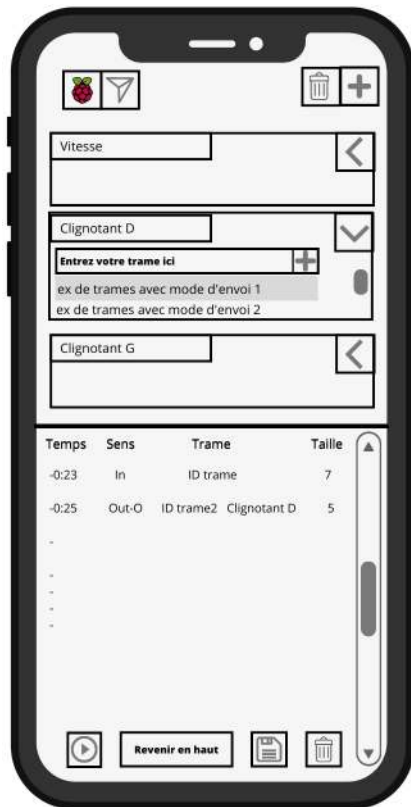 Vitesse
Clignotant D
Entrez votre trame ici
ex de trames avec mode d'envoi 1
ex de trames avec mode d'envoi 2
Clignotant G
Temps Sens Trame Taille
-0:23 In ID trame 7
-0:25 Out-O ID trame2 Clignotant D 5
-
-
-
-
-
Revenir en haut